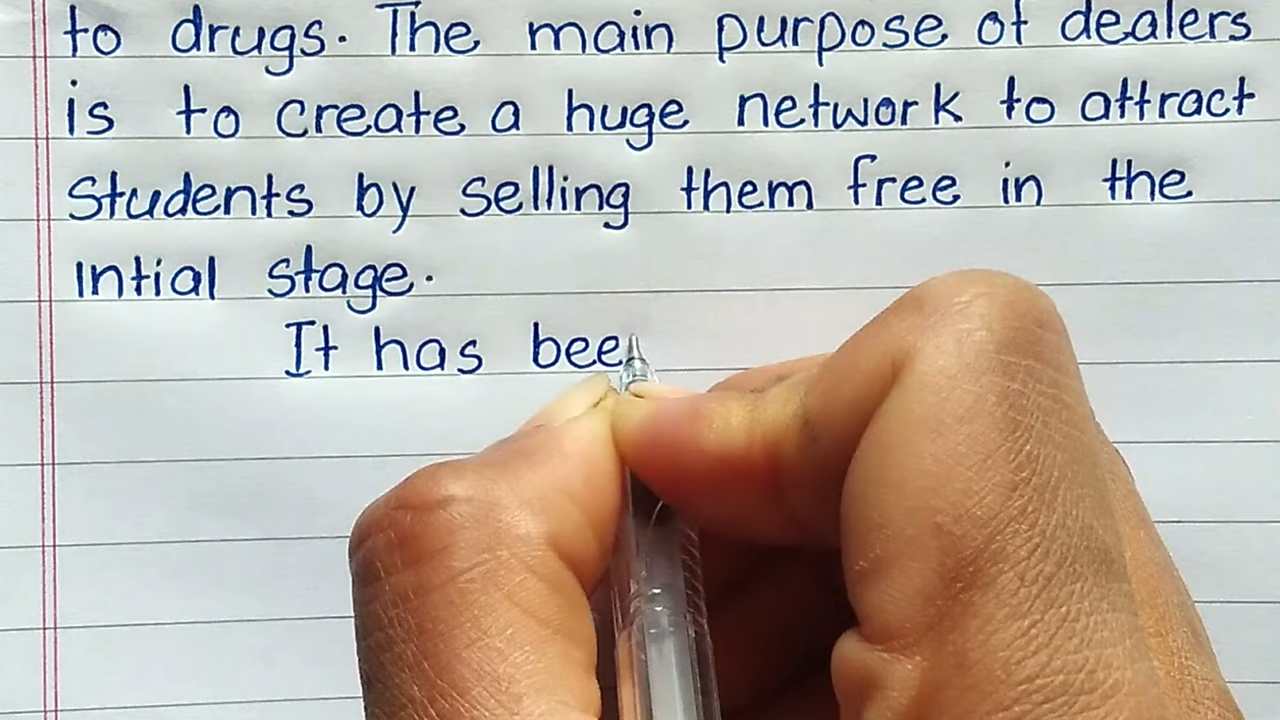 to drugs. The main purpose of dealers
is to create a huge network to attract
Students by selling them free in the
Intial stage.
It has bee